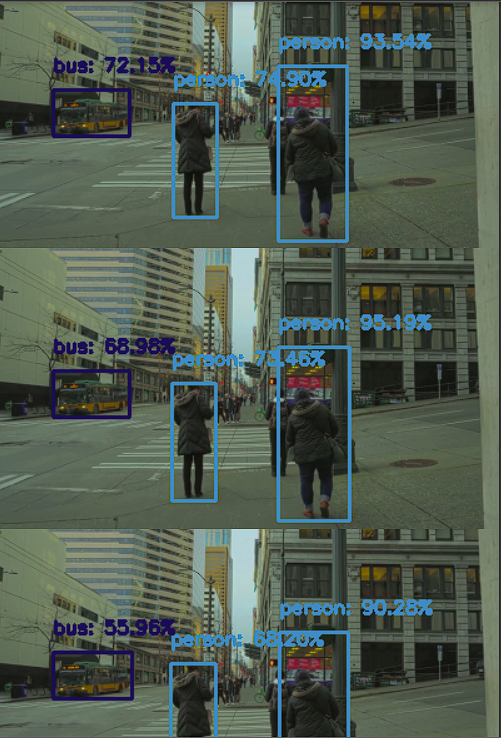 person: 93.54%
bus: 72.15%
person: 74.90%
person: 95.19%
bus: 68.96%
person: 73.46%
person: 90.28%
bus: 55.96%
person: 68.20%